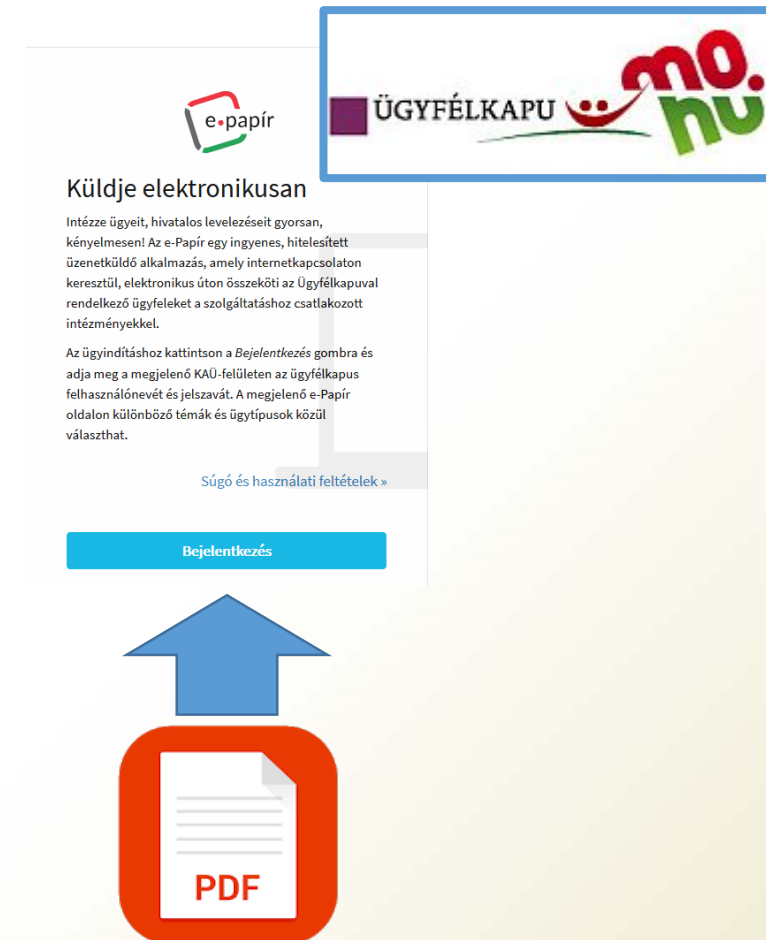 ÜGYFÉLKAPU
mo.
hu
e•papír
Küldje elektronikusan
Intézze ügyeit, hivatalos levelezéseit gyorsan,
kényelmesen! Az e-Papír egy ingyenes, hitelesített
üzenetküldő alkalmazás, amely internetkapcsolaton
keresztül, elektronikus úton összeköti az Ügyfélkapuval
rendelkező ügyfeleket a szolgáltatáshoz csatlakozott
intézményekkel.
Az ügyindításhoz kattintson a Bejelentkezés gombra és
adja meg a megjelenő KAÜ-felületen az ügyfélkapus
felhasználónevét és jelszavát. A megjelenő e-Papír
oldalon különböző témák és ügytípusok közül
választhat.
Súgó és használati feltételek »
Bejelentkezés
PDF